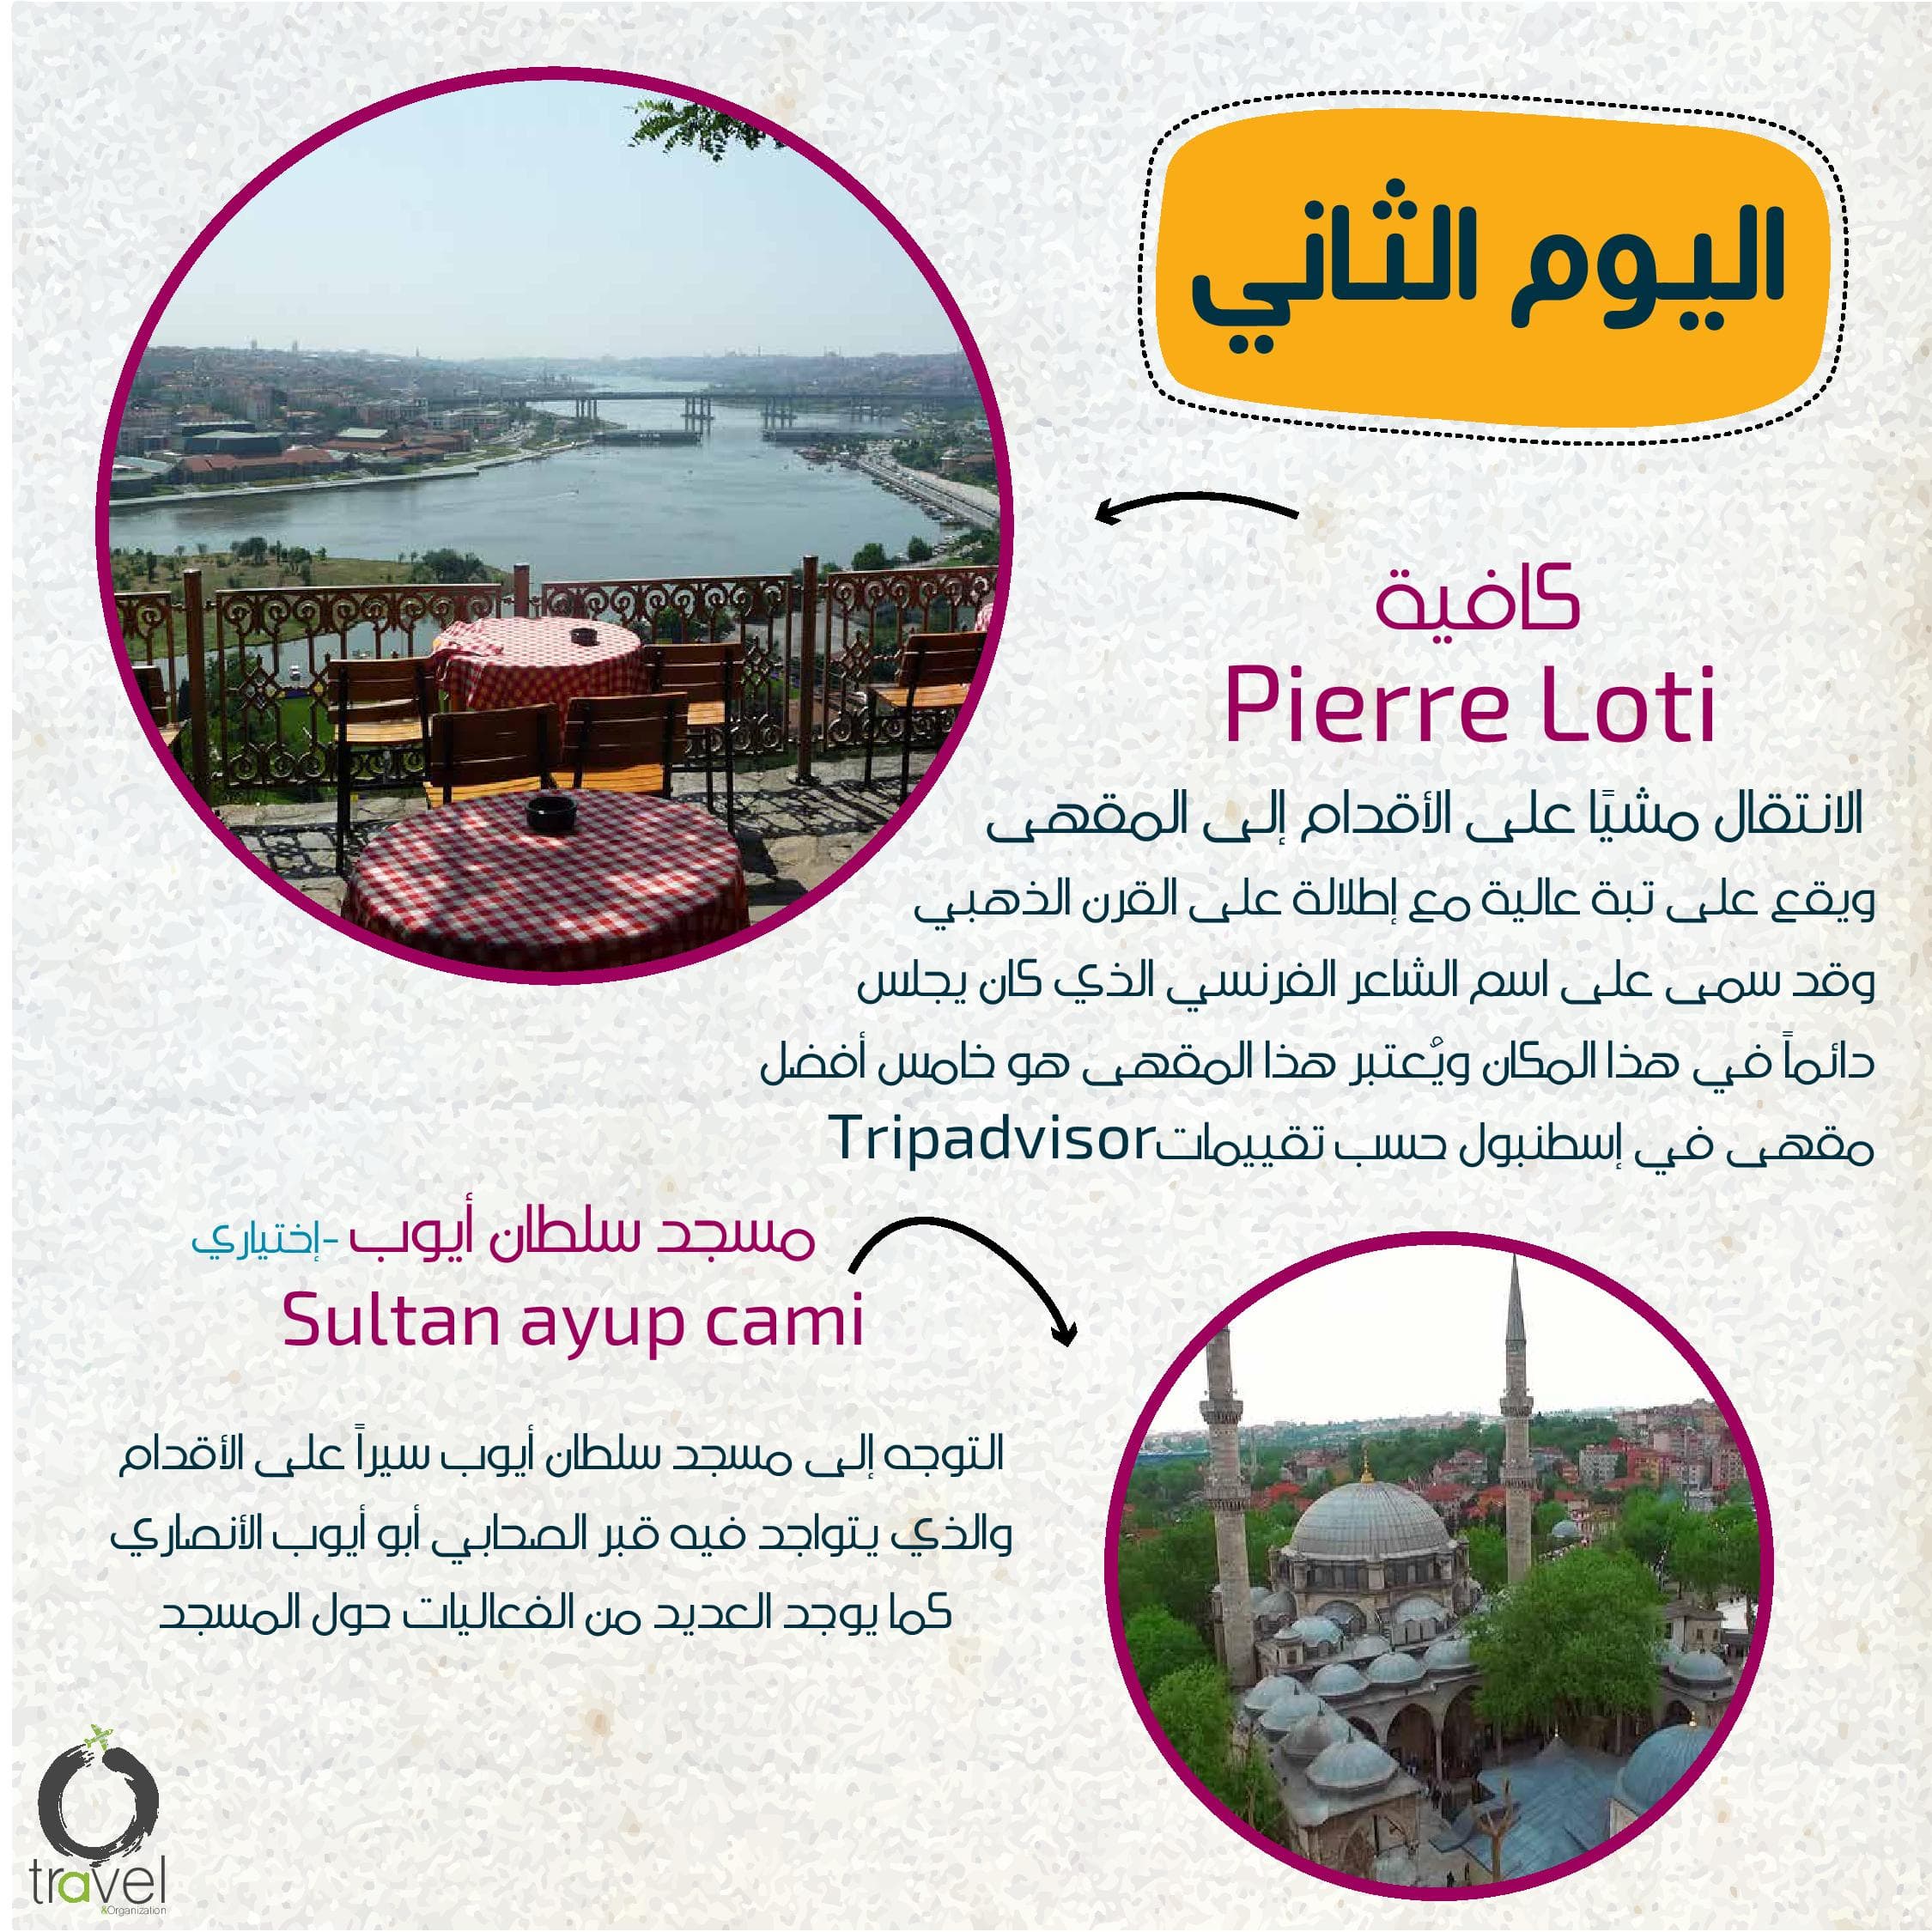 اليوم الثاني
كافية
Pierre Loti
الانتقال مشيًا على الأقدام إلى المقهى
ويقع على تبة عالية مع إطلالة على القرن الذهبي
وقد سمى على اسم الشاعر الفرنسي الذي كان يجلس
دائماً في هذا المكان ويُعتبر هذا المقهى هو خامس أفضل
مقهى في إسطنبول حسب تقييمات Tripadvisor
مسجد سلطان أيوب -إختياري
Sultan ayup cami
التوجه إلى مسجد سلطان أيوب سيراً على الأقدام
والذي يتواجد فيه قبر الصحابي أبو أيوب الأنصاري
كما يوجد العديد من الفعاليات حول المسجد
travel
&Organization